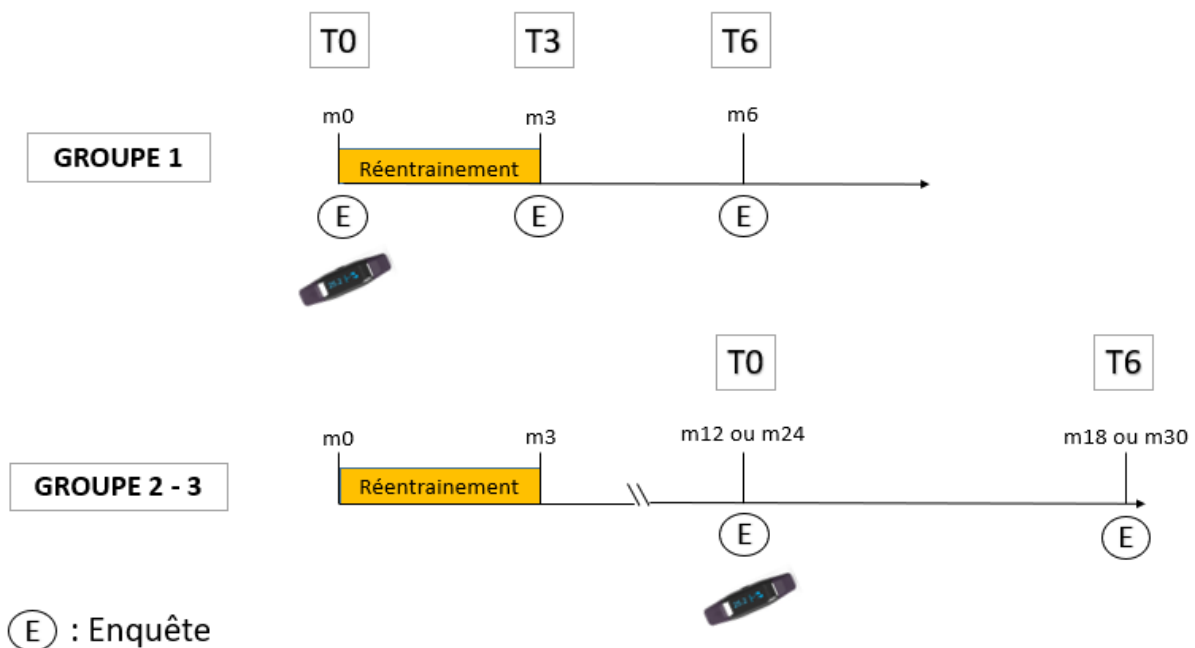 T0 T3 T6
m0 m3 m6
GROUPE 1
Réentrainement
E E E
T0 T6
m0 m3 m12 ou m24 m18 ou m30
GROUPE 2 - 3
Réentrainement
E E
E : Enquête